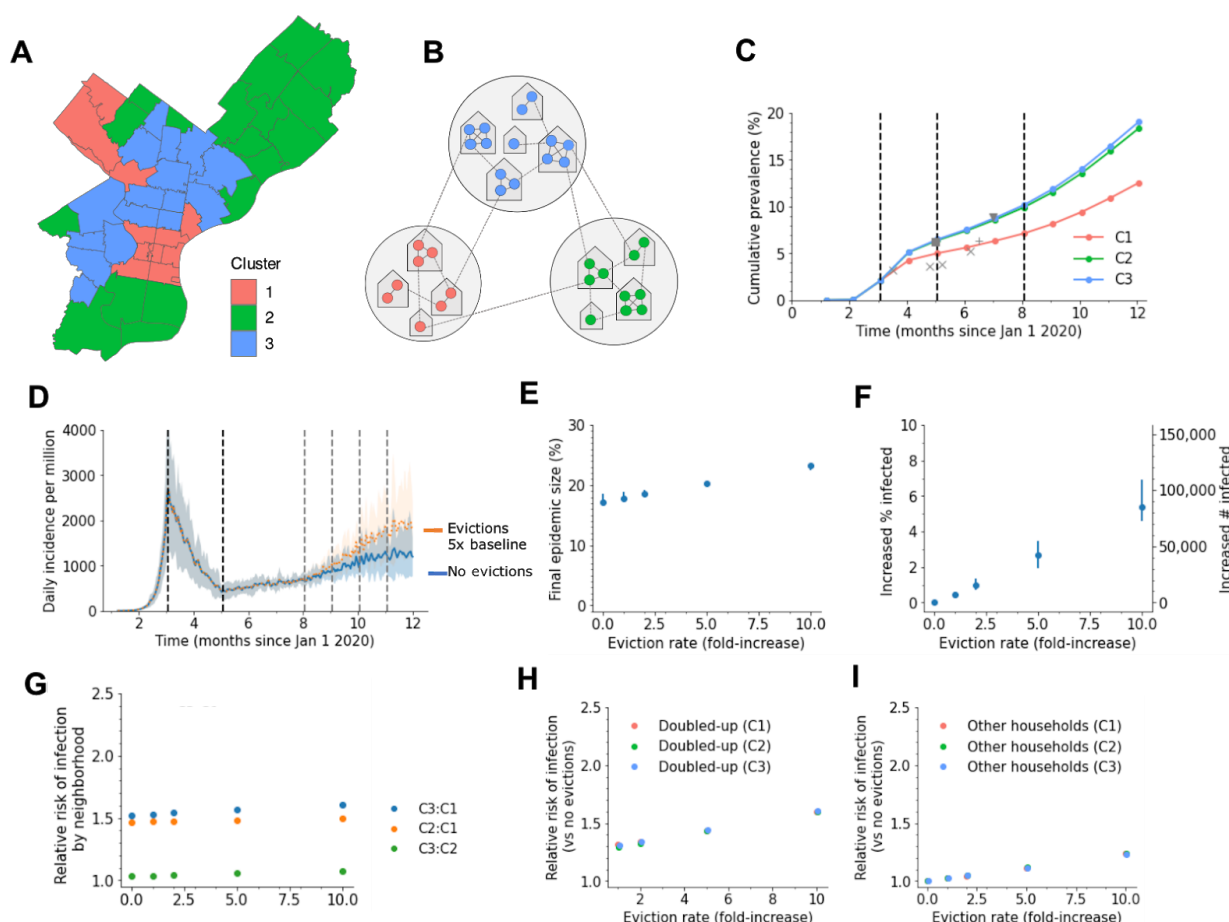 A
Cluster
1
2
3
B
C
Cumulative prevalence (%)
20
15
10
5
0
0 2 4 6 8 10 12
Time (months since Jan 1 2020)
C1
C2
C3
D
Daily incidence per million
4000
3000
2000
1000
0
0 2 4 6 8 10 12
Time (months since Jan 1 2020)
Evictions
5x baseline
No evictions
E
Final epidemic size (%)
30
20
10
0
0.0 2.5 5.0 7.5 10.0
Eviction rate (fold-increase)
F
Increased % infected
10
8
6
4
2
0
0.0 2.5 5.0 7.5 10.0
Eviction rate (fold-increase)
150,000
100,000
50,000
0
Increased # infected
G
Relative risk of infection
by neighborhood
2.5
2.0
1.5
1.0
0.0 2.5 5.0 7.5 10.0
C3:C1
C2:C1
C3:C2
H
Relative risk of infection
(vs no evictions)
2.5
2.0
1.5
1.0
Doubled-up (C1)
Doubled-up (C2)
Doubled-up (C3)
0 2 4 6 8 10
Eviction rate (fold-increase)
I
Relative risk of infection
(vs no evictions)
2.5
2.0
1.5
1.0
Other households (C1)
Other households (C2)
Other households (C3)
0.0 2.5 5.0 7.5 10.0
Eviction rate (fold-increase)